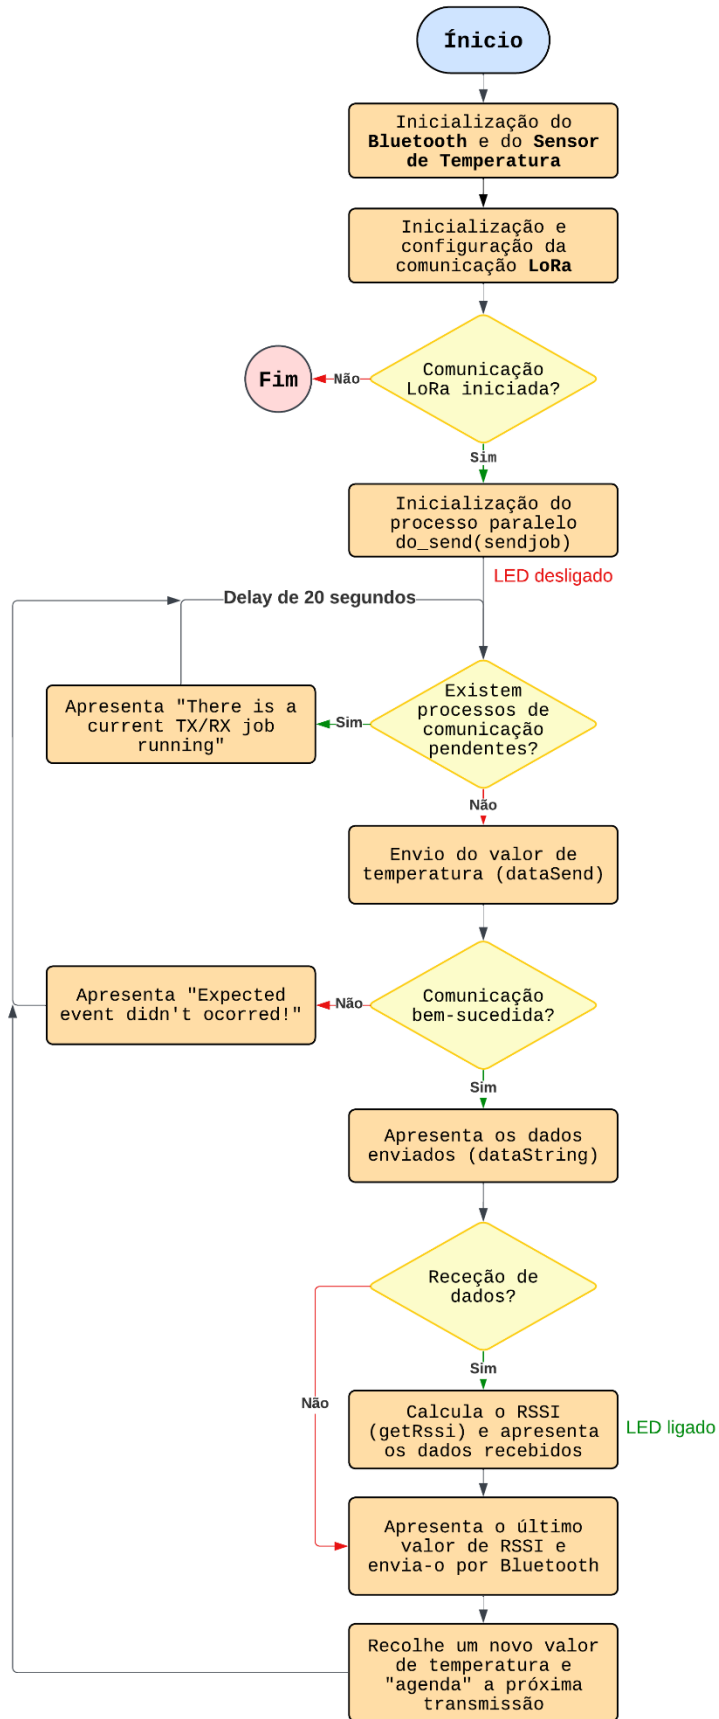 Ínicio
Inicialização do
Bluetooth e do Sensor
de Temperatura
Inicialização e
configuração da
comunicação LoRa
Comunicação
LoRa iniciada?
Não
Fim
Sim
Inicialização do
processo paralelo
do_send(sendjob)
LED desligado
Delay de 20 segundos
Existem
processos de
comunicação
pendentes?
Sim
Apresenta "There is a
current TX/RX job
running"
Não
Envio do valor de
temperatura (dataSend)
Comunicação
bem-sucedida?
Não
Apresenta "Expected
event didn't ocorred!"
Sim
Apresenta os dados
enviados (dataString)
Receção de
dados?
Sim
Não
Calcula o RSSI
(getRssi) e apresenta
os dados recebidos
LED ligado
Apresenta o último
valor de RSSI e
envia-o por Bluetooth
Recolhe um novo valor
de temperatura e
"agenda" a próxima
transmissão